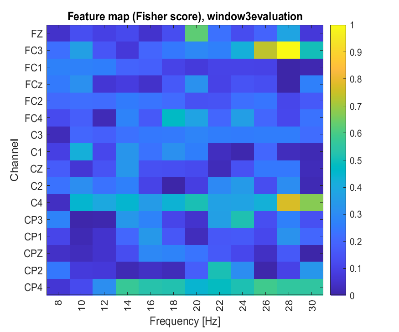 Feature map (Fisher score), window3evaluation
FZ
FC3
FC1
FCz
FC2
FC4
C3
C1
CZ
C2
C4
CP3
CP1
CPZ
CP2
CP4
Channel
8 10 12 14 16 18 20 22 24 26 28 30
Frequency [Hz]
1
0.9
0.8
0.7
0.6
0.5
0.4
0.3
0.2
0.1
0